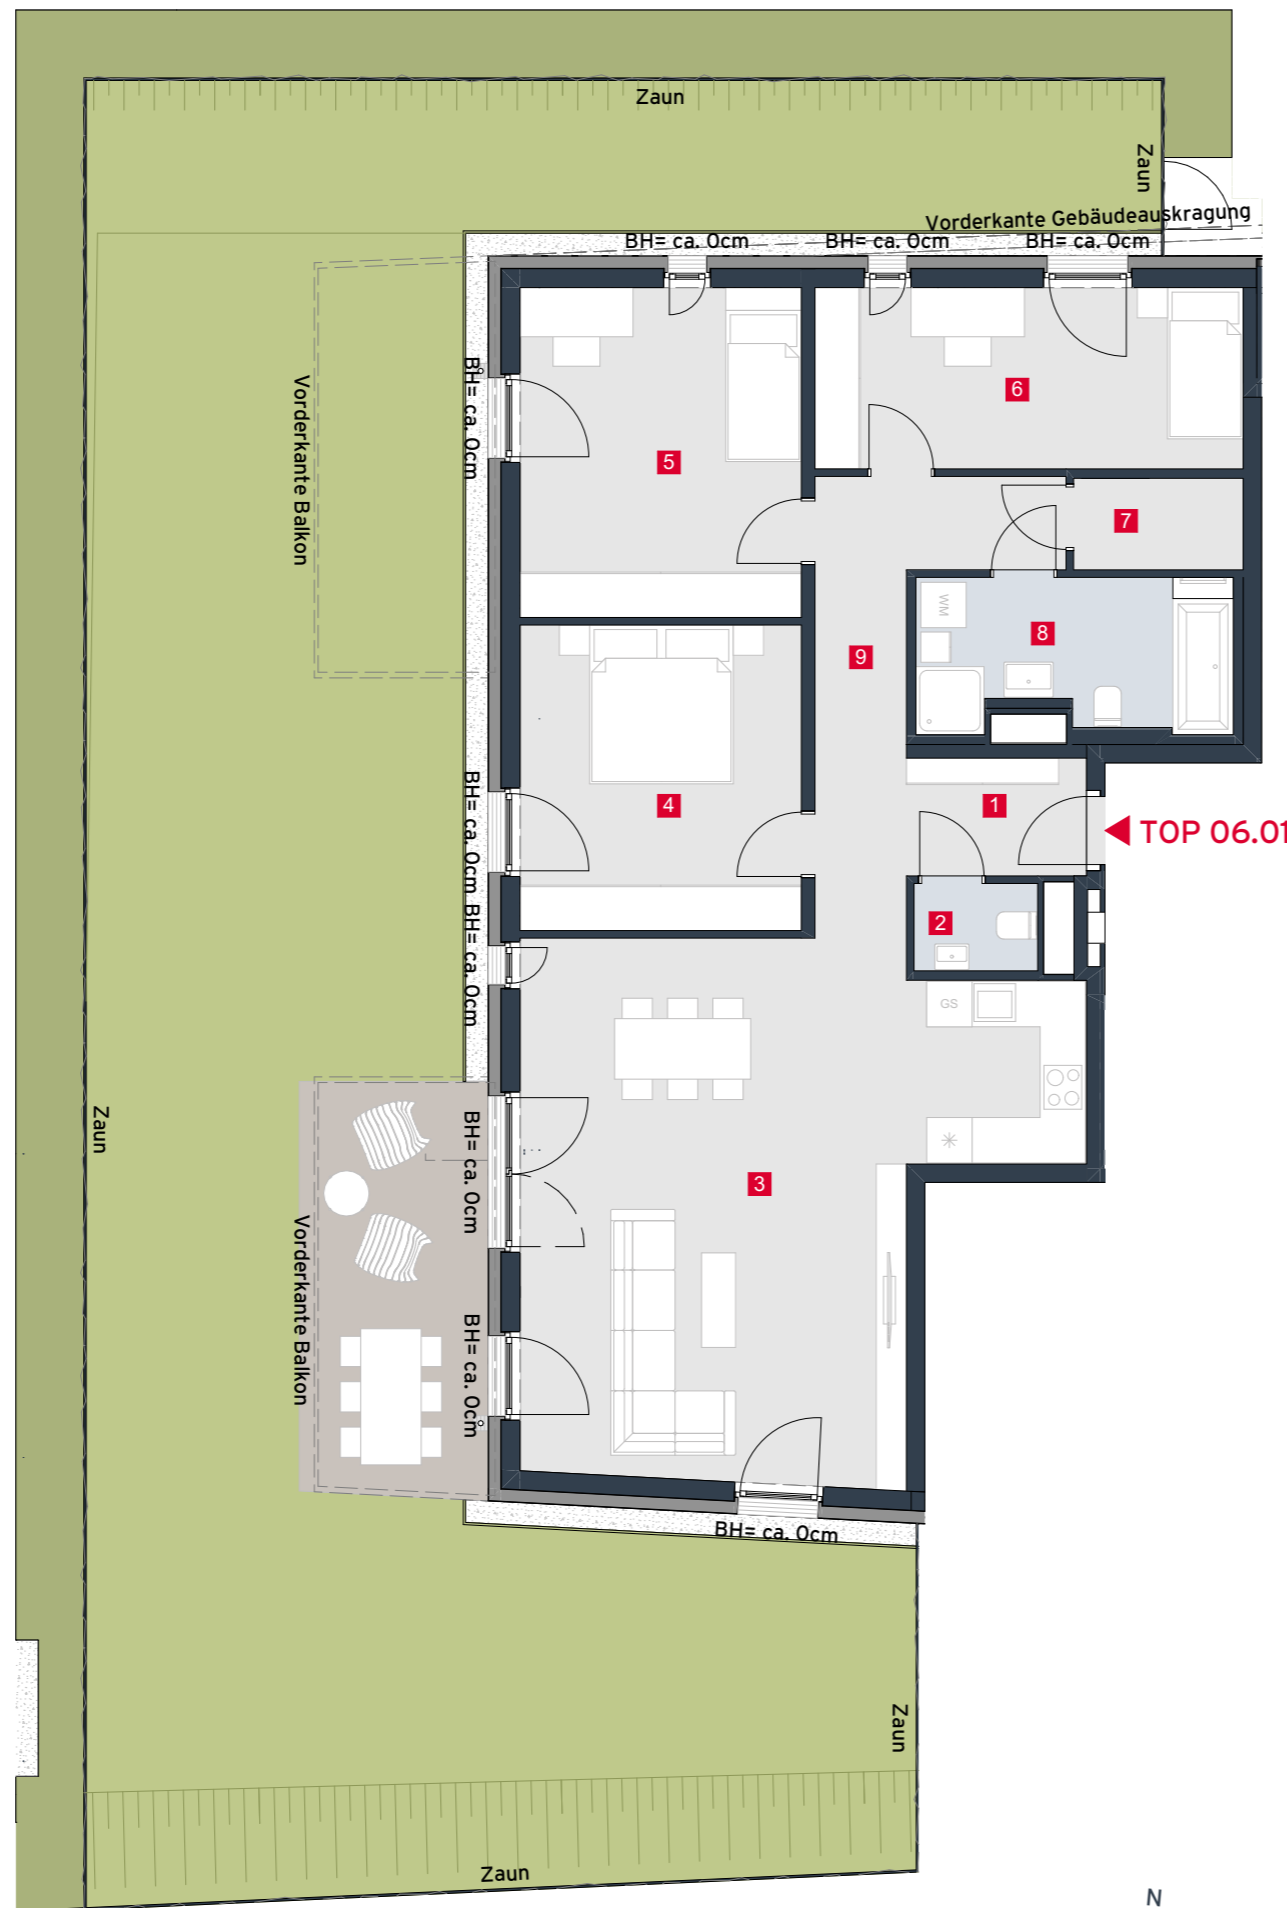 Zaun
Zaun
Vorderkante Gebäudeauskragung
BH= ca. 0cm
BH= ca. 0cm
BH= ca. 0cm
BH= ca. 0cm
Vorderkante Balkon
6
5
7
WM
8
9
BH= ca. 0cm
4
1
TOP 06.01
BH= ca. 0cm
2
GS
Zaun
BH= ca. 0cm
3
Vorderkante Balkon
BH= ca. 0cm
BH= ca. 0cm
Zaun
Zaun
N